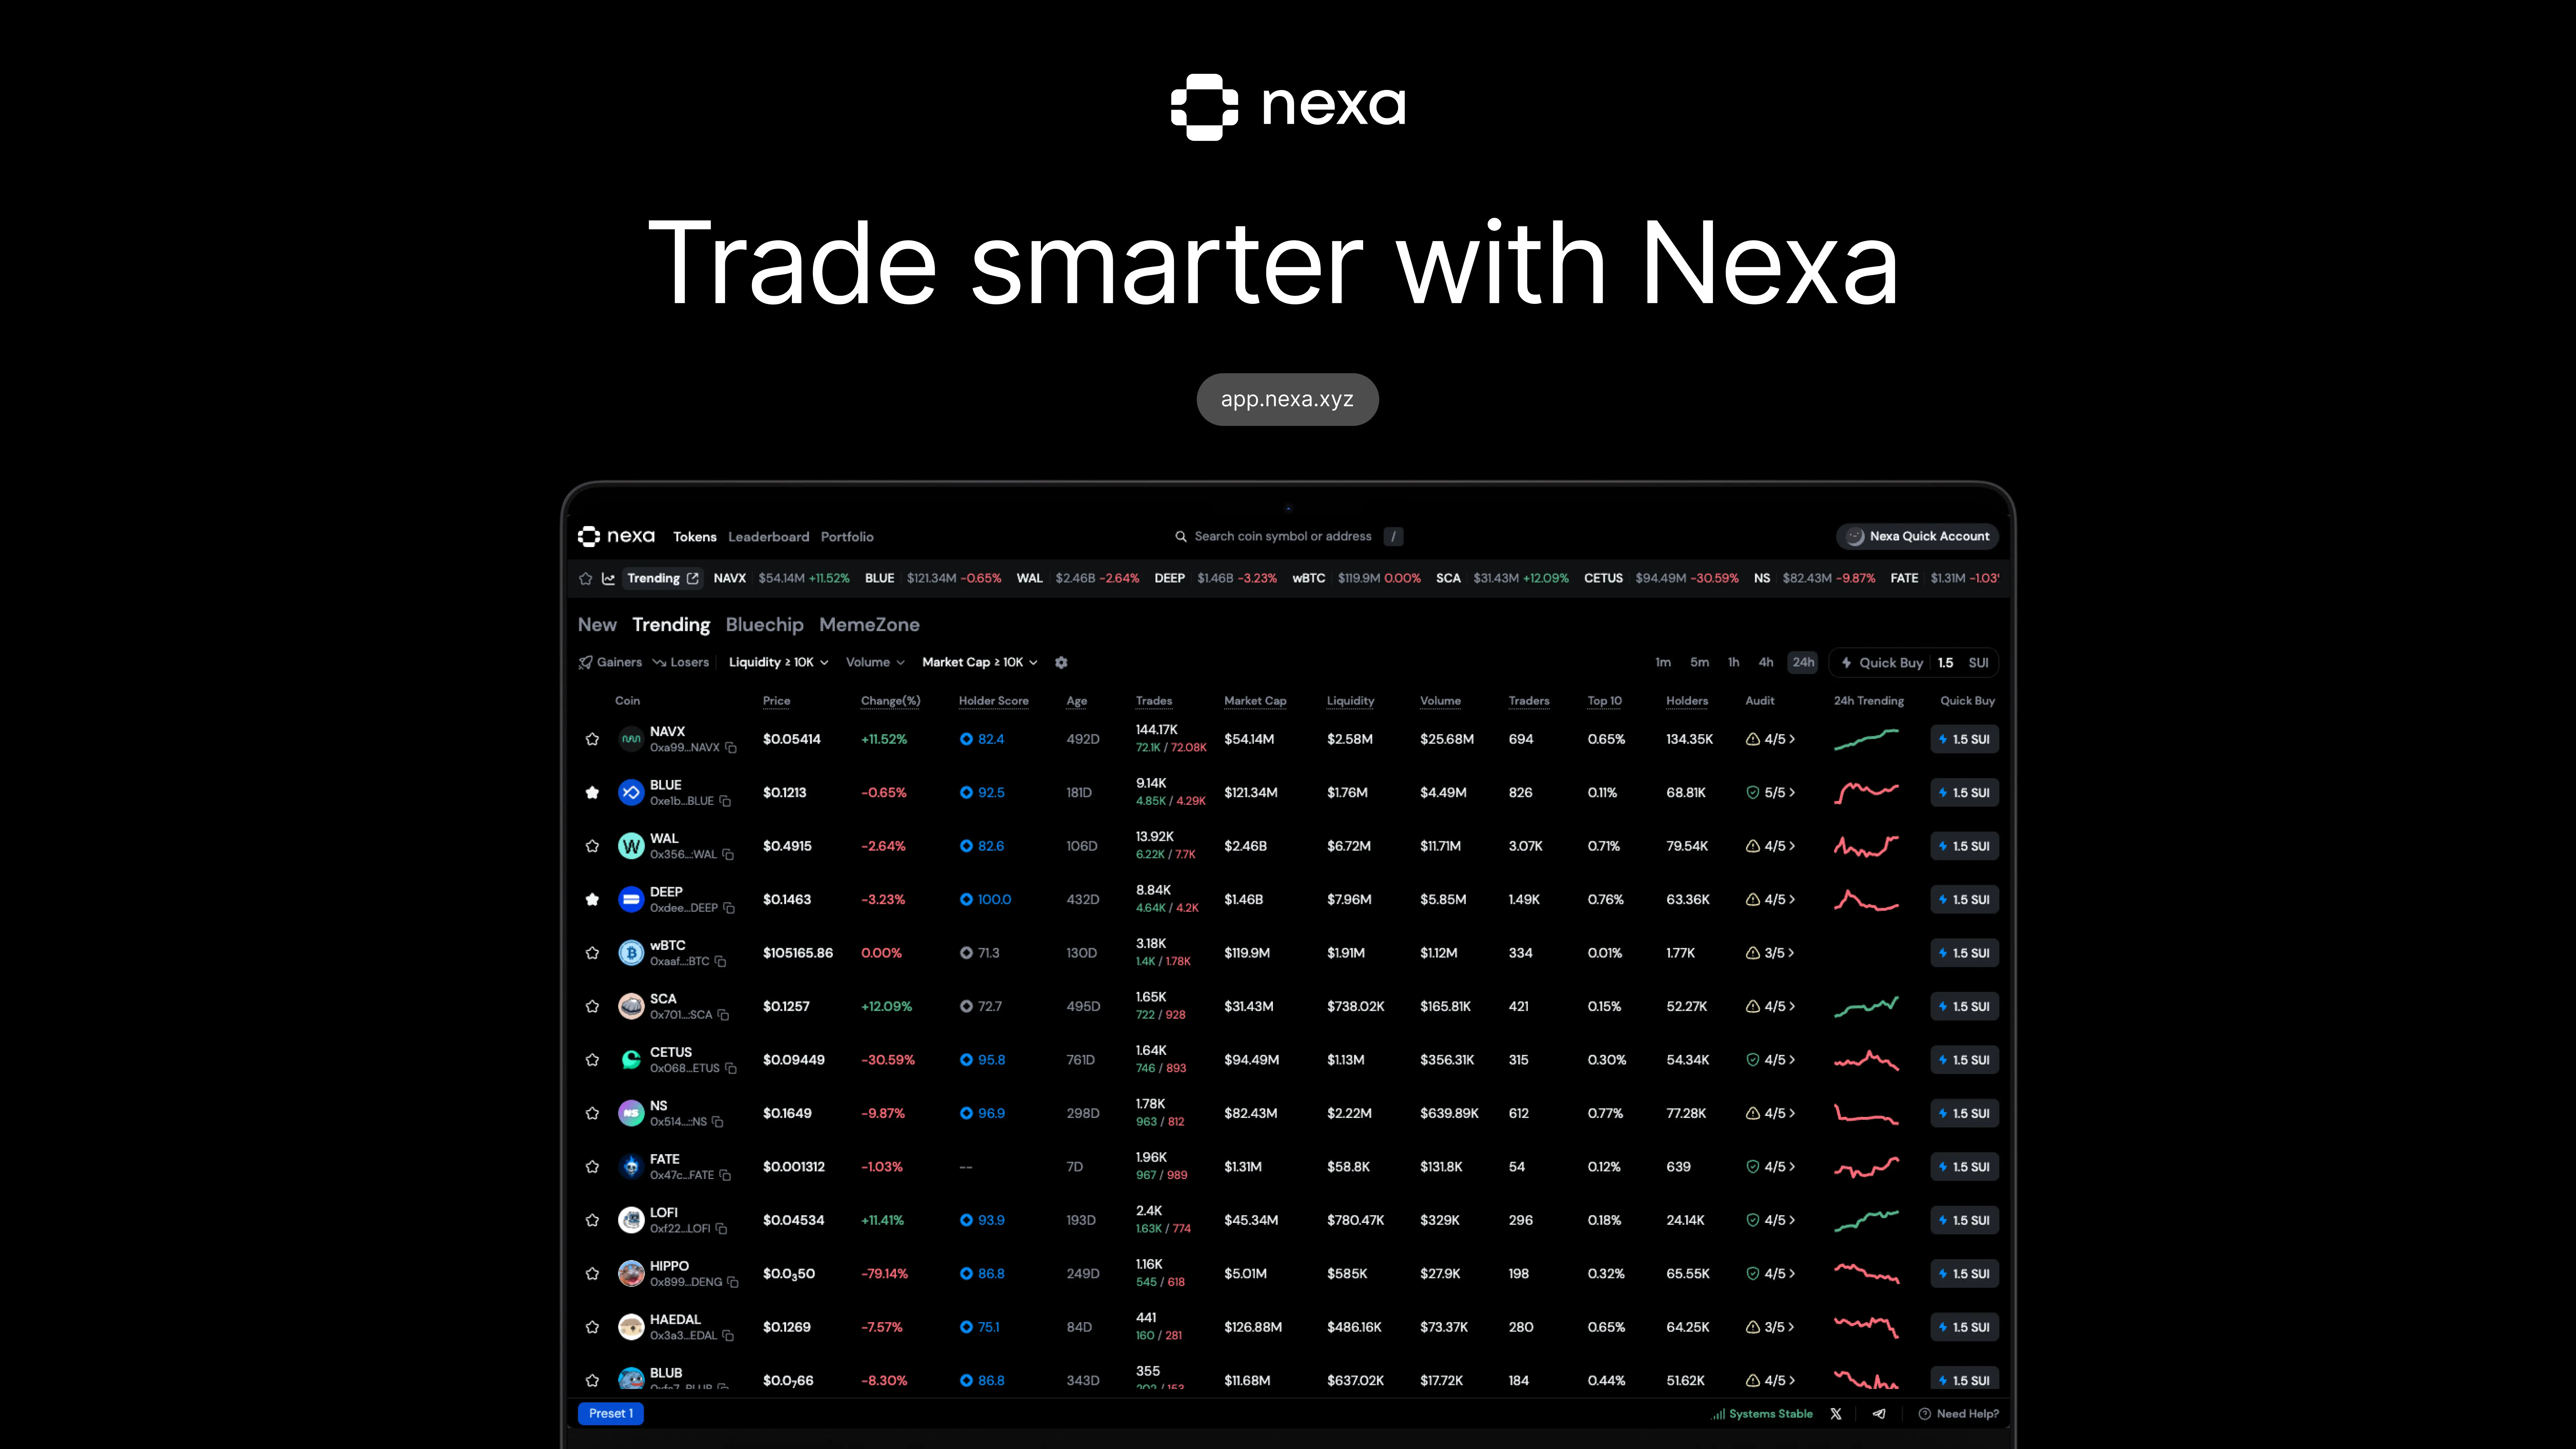 nexa
Trade smarter with Nexa
app.nexa.xyz
nexa Tokens Leaderboard Portfolio Search coin symbol or address / Nexa Quick Account
Trending NAVX $54.14M +11.52% BLUE $121.34M -0.65% WAL $2.46B -2.64% DEEP $1.46B -3.23% wBTC $119.9M 0.00% SCA $31.43M +12.09% CETUS $94.49M -30.59% NS $82.43M -9.87% FATE $1.31M -1.03
New Trending Bluechip MemeZone
Gainers Losers Liquidity ≥ 10K Volume Market Cap ≥ 10K 1m 5m 1h 4h 24h Quick Buy 1.5 SUI
Coin Price Change(%) Holder Score Age Trades Market Cap Liquidity Volume Traders Top 10 Holders Audit 24h Trending Quick Buy
NAVX $0.05414 +11.52% 82.4 492D 144.17K $54.14M $2.58M $25.68M 694 0.65% 134.35K 4/5 1.5 SUI
0xa99...NAVX 72.1K / 72.08K
BLUE $0.1213 -0.65% 92.5 181D 9.14K $121.34M $1.76M $4.49M 826 0.11% 68.81K 5/5 1.5 SUI
0xe1b...BLUE 4.85K / 4.29K
WAL $0.4915 -2.64% 82.6 106D 13.92K $2.46B $6.72M $11.71M 3.07K 0.71% 79.54K 4/5 1.5 SUI
0x356...:WAL 6.22K / 7.7K
DEEP $0.1463 -3.23% 100.0 432D 8.84K $1.46B $7.96M $5.85M 1.49K 0.76% 63.36K 4/5 1.5 SUI
0xdee...DEEP 4.64K / 4.2K
wBTC $105165.86 0.00% 71.3 130D 3.18K $119.9M $1.91M $1.12M 334 0.01% 1.77K 3/5 1.5 SUI
0xaaf...:BTC 1.4K / 1.78K
SCA $0.1257 +12.09% 72.7 495D 1.65K $31.43M $738.02K $165.81K 421 0.15% 52.27K 4/5 1.5 SUI
0x701...:SCA 722 / 928
CETUS $0.09449 -30.59% 95.8 761D 1.64K $94.49M $1.13M $356.31K 315 0.30% 54.34K 4/5 1.5 SUI
0x068...ETUS 746 / 893
NS $0.1649 -9.87% 96.9 298D 1.78K $82.43M $2.22M $639.89K 612 0.77% 77.28K 4/5 1.5 SUI
0x514...::NS 963 / 812
FATE $0.001312 -1.03% -- 7D 1.96K $1.31M $58.8K $131.8K 54 0.12% 639 4/5 1.5 SUI
0x47c...FATE 967 / 989
LOFI $0.04534 +11.41% 93.9 193D 2.4K $45.34M $780.47K $329K 296 0.18% 24.14K 4/5 1.5 SUI
0xf22...LOFI 1.63K / 774
HIPPO $0.0₃50 -79.14% 86.8 249D 1.16K $5.01M $585K $27.9K 198 0.32% 65.55K 4/5 1.5 SUI
0x899...DENG 545 / 618
HAEDAL $0.1269 -7.57% 75.1 84D 441 $126.88M $486.16K $73.37K 280 0.65% 64.25K 3/5 1.5 SUI
0x3a3...EDAL 160 / 281
BLUB $0.0₇66 -8.30% 86.8 343D 355 $11.68M $637.02K $17.72K 184 0.44% 51.62K 4/5 1.5 SUI
Preset 1 Systems Stable Need Help?